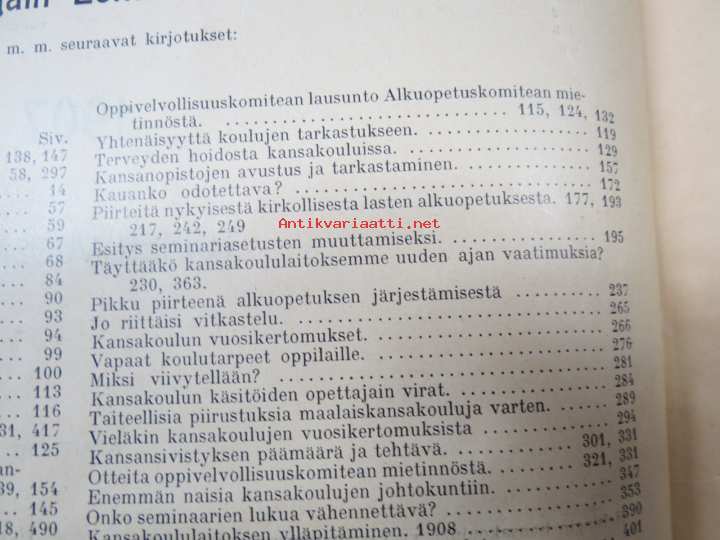 m. m. seuraavat kirjotukset:
Siv.
138, 147
58, 297
14
57
59
67
68
84
90
93
94
99
100
113
116
31, 417
125
an-
39, 154
145
18, 490
Oppivelvollisuuskomitean lausunto Alkuopetuskomitean mie-
tinnöstä. 115, 124, 132
Yhtenäisyyttä koulujen tarkastukseen. 119
Terveyden hoidosta kansakouluissa. 129
Kansanopistojen avustus ja tarkastaminen. 157
Kauanko odotettava? 172
Piirteitä nykyisestä kirkollisesta lasten alkuopetuksesta. 177, 193
217, 242, 249
Esitys seminariasetusten muuttamiseksi. 195
Täyttääkö kansakoululaitoksemme uuden ajan vaatimuksia?
230, 363.
Pikku piirteenä alkuopetuksen järjestämisestä 237
Jo riittäisi vitkastelu. 265
Kansakoulun vuosikertomukset. 266
Vapaat koulutarpeet oppilaille. 276
Miksi viivytellään? 281
Kansakoulun käsitöiden opettajain virat. 284
Taiteellisia piirustuksia maalaiskansakouluja varten. 289
Vieläkin kansakoulujen vuosikertomuksista 294
Kansansivistyksen päämäärä ja tehtävä. 301, 331
Otteita oppivelvollisuuskomitean mietinnöstä. 321, 331
Enemmän naisia kansakoulujen johtokuntiin. 347
Onko seminaarien lukua vähennettävä? 353
Kansakoululaitoksen ylläpitäminen. 1908 390
401
Antikvariaatti.net